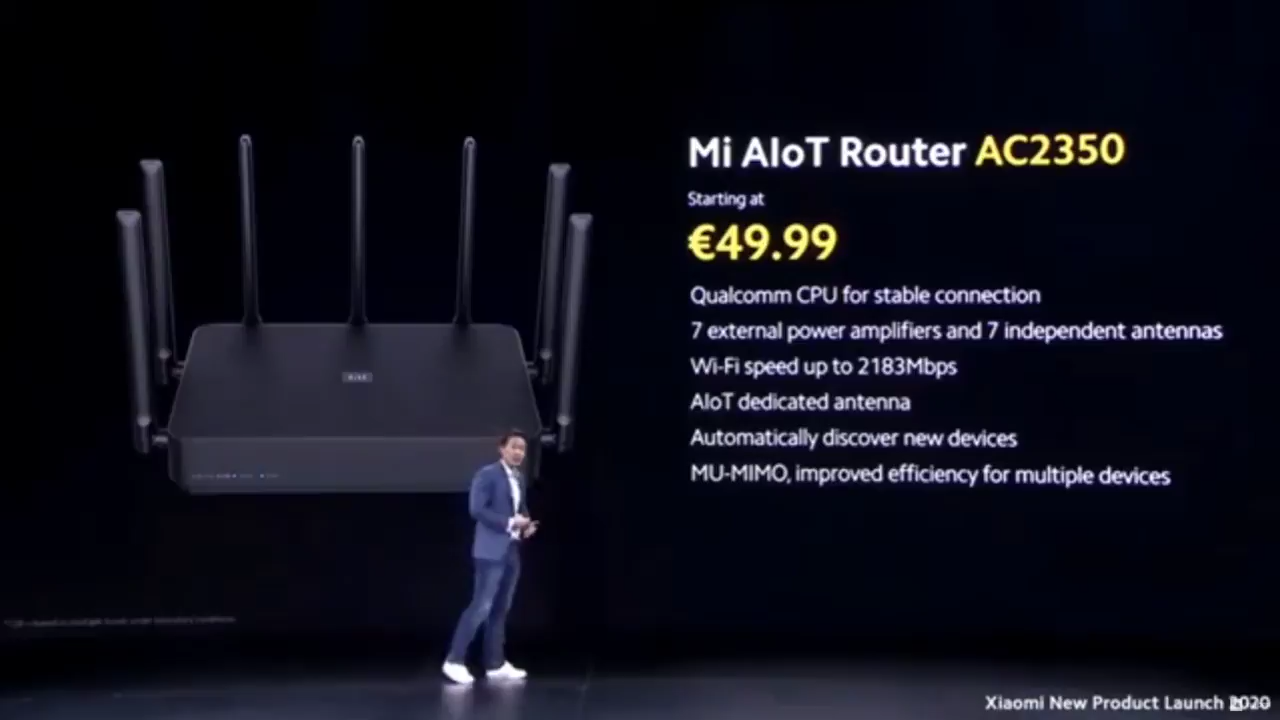 Mi AIoT Router AC2350
Starting at
€49.99
Qualcomm CPU for stable connection
7 external power amplifiers and 7 independent antennas
Wi-Fi speed up to 2183Mbps
AIoT dedicated antenna
Automatically discover new devices
MU-MIMO, improved efficiency for multiple devices
Xiaomi New Product Launch 2020